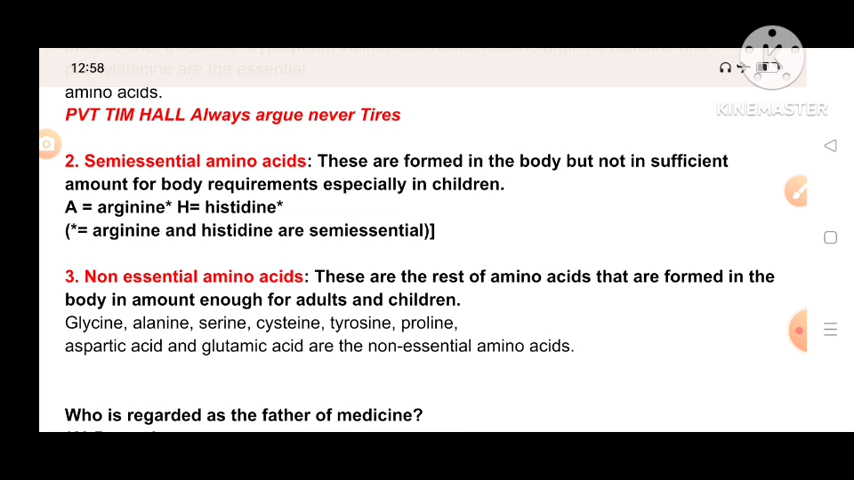 12:58
KINEMASTER
phenylalanine are the essential
amino acids.
PVT TIM HALL Always argue never Tires
2. Semiessential amino acids: These are formed in the body but not in sufficient
amount for body requirements especially in children.
A = arginine* H= histidine*
(*= arginine and histidine are semiessential)]
3. Non essential amino acids: These are the rest of amino acids that are formed in the
body in amount enough for adults and children.
Glycine, alanine, serine, cysteine, tyrosine, proline,
aspartic acid and glutamic acid are the non-essential amino acids.
Who is regarded as the father of medicine?